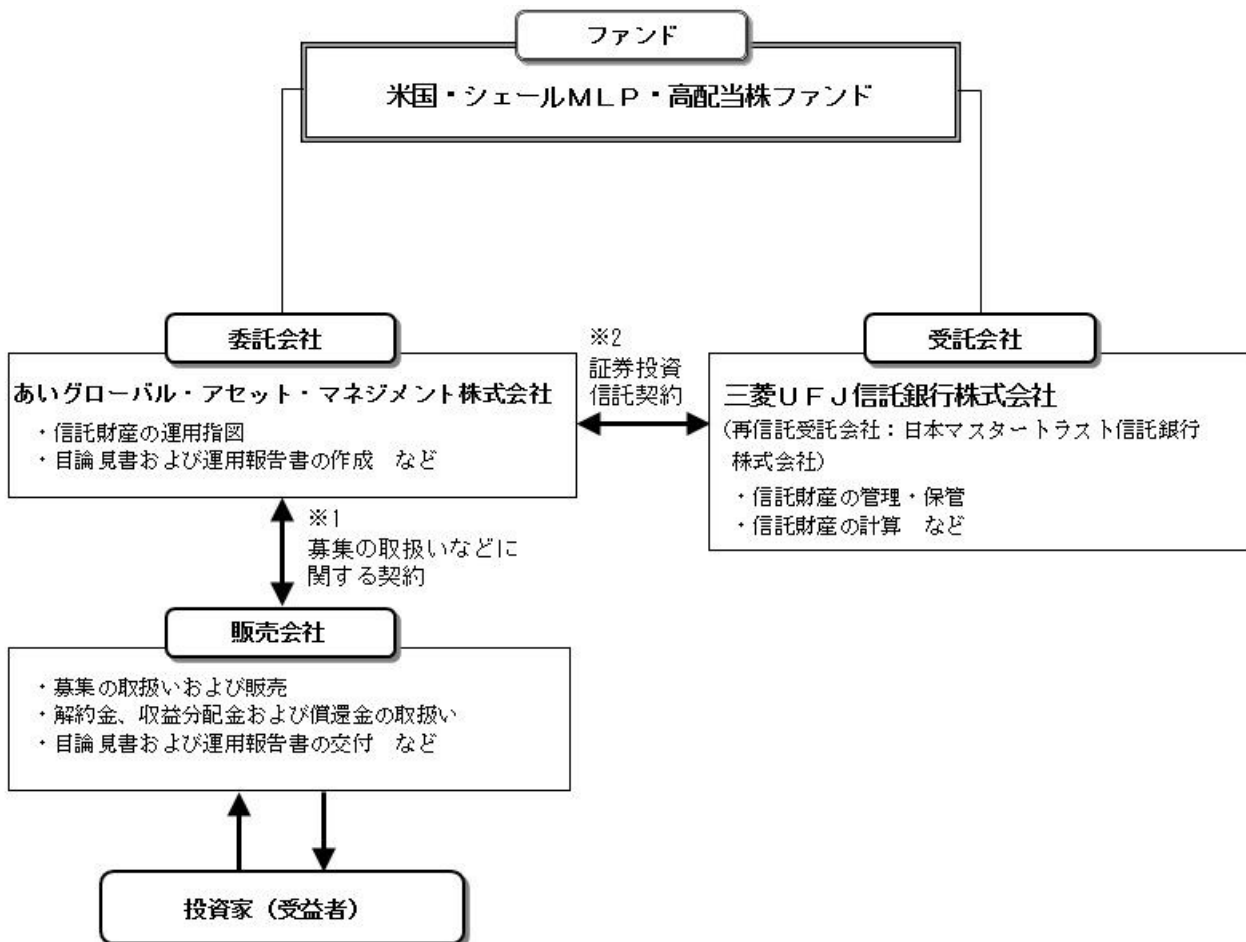 ファンド
米国・シェールMLP・高配当株ファンド
委託会社
あいグローバル・アセット・マネジメント株式会社
・信託財産の運用指図
・目論見書および運用報告書の作成　など
※2
証券投資
信託契約
受託会社
三菱UFJ信託銀行株式会社
(再信託受託会社：日本マスタートラスト信託銀行
株式会社)
・信託財産の管理・保管
・信託財産の計算　など
※1
募集の取扱いなどに
関する契約
販売会社
・募集の取扱いおよび販売
・解約金、収益分配金および償還金の取扱い
・目論見書および運用報告書の交付　など
投資家（受益者）